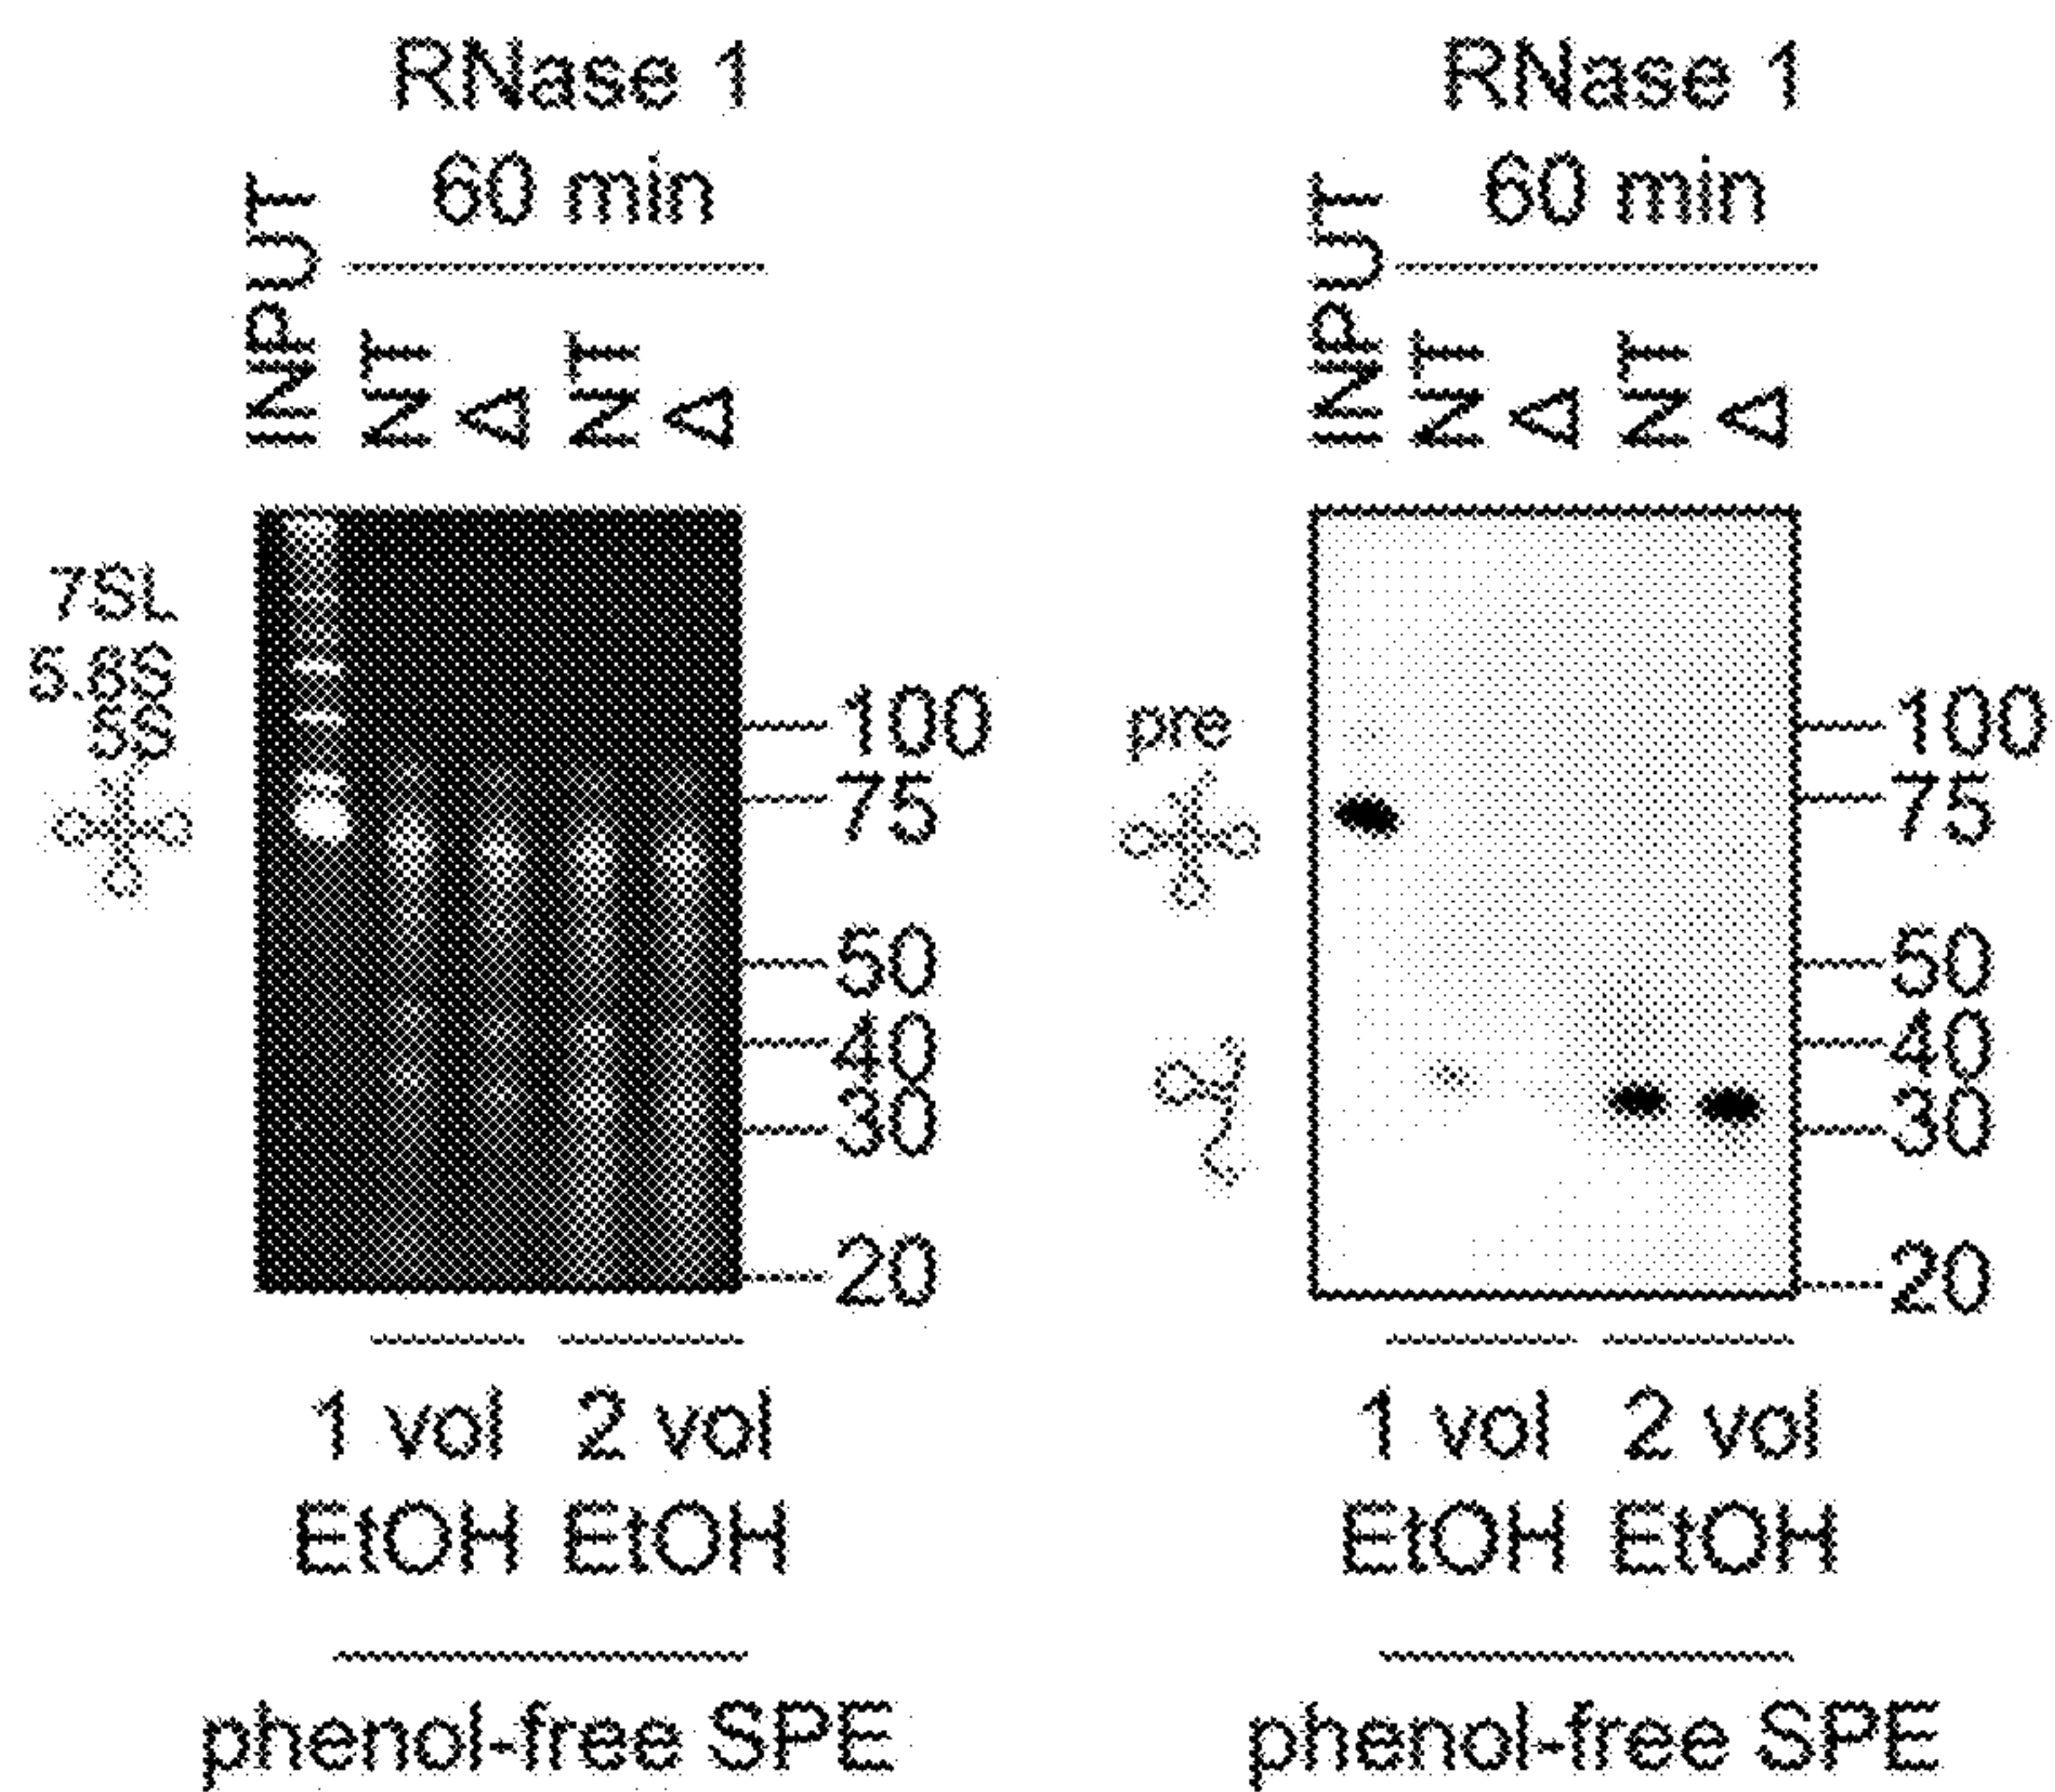 RNase 1
60 min
INPUT
NT
Δ
NT
Δ
7SL
5.8S
5S
100
75
50
40
30
20
1 vol
EtOH
2 vol
EtOH
phenol-free SPE
RNase 1
60 min
INPUT
NT
Δ
NT
Δ
pre
100
75
50
40
30
20
1 vol
EtOH
2 vol
EtOH
phenol-free SPE